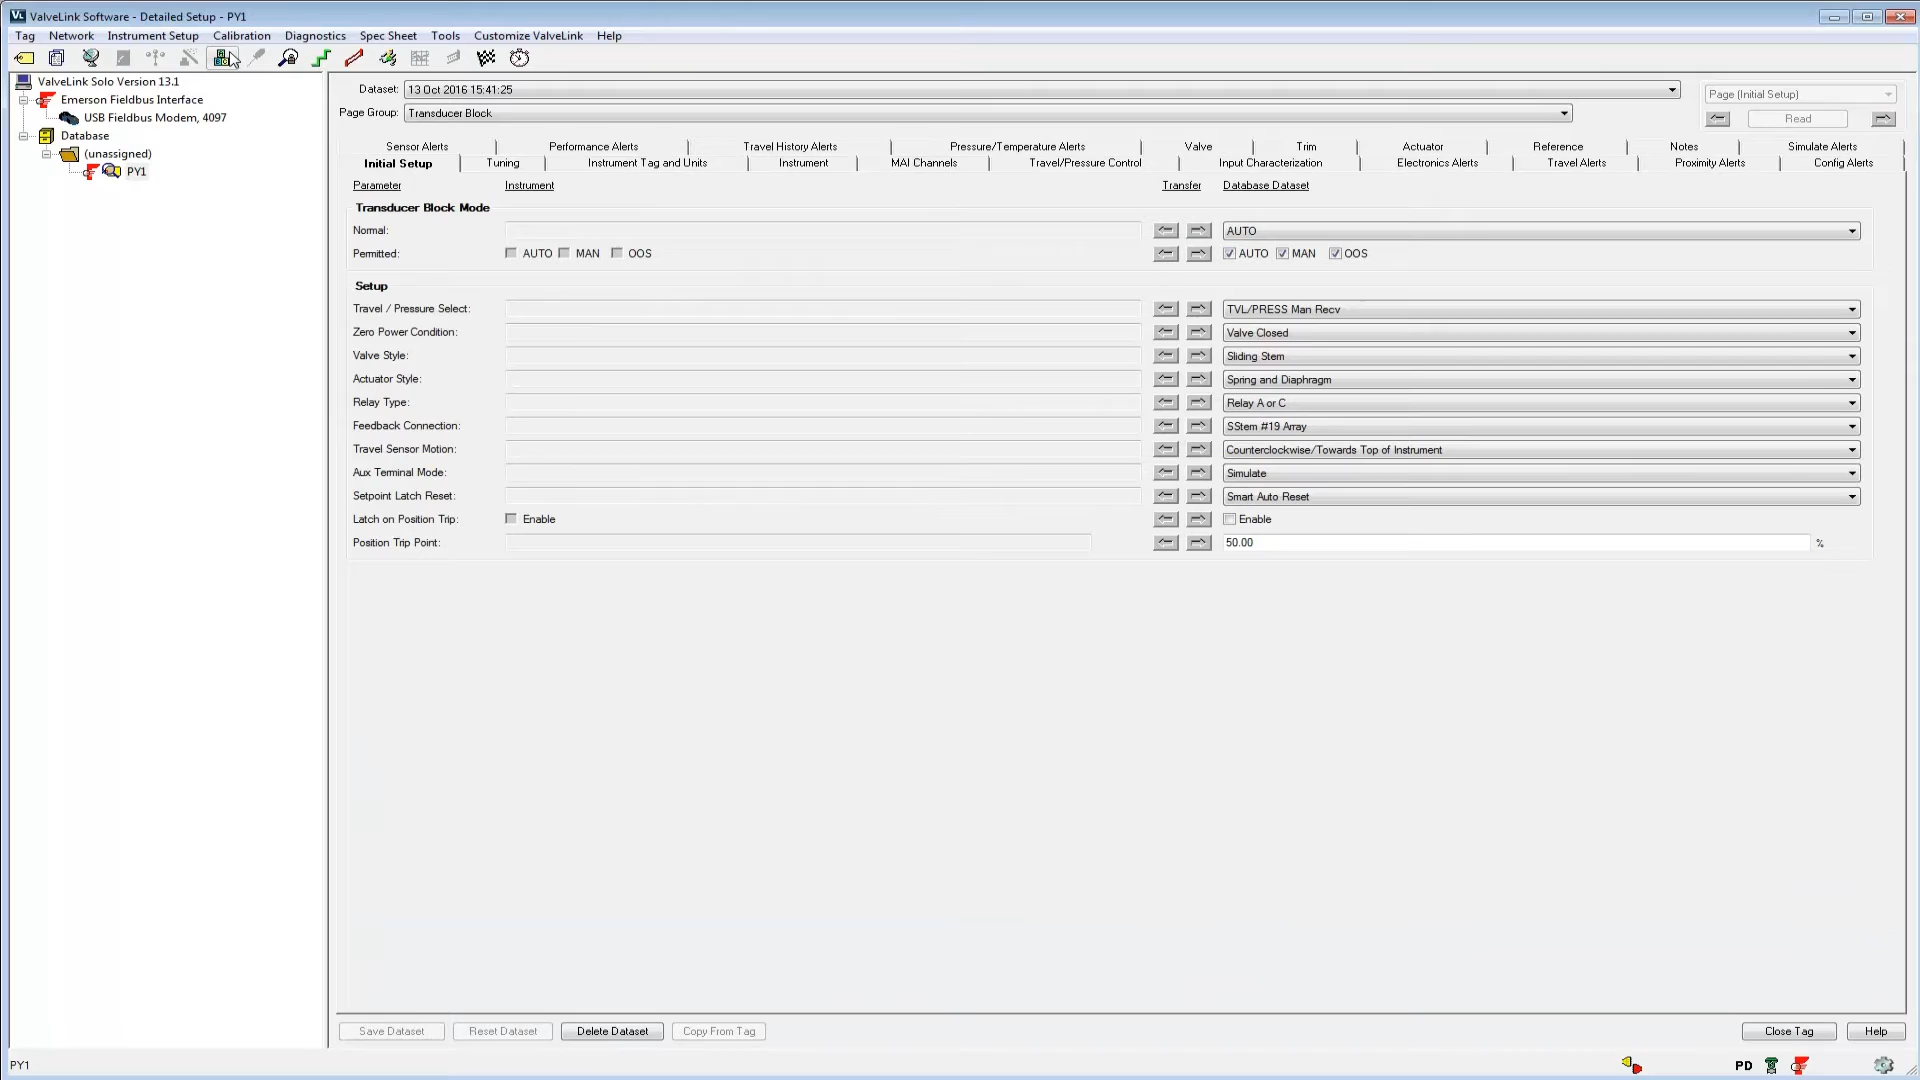 ValveLink Software - Detailed Setup - PY1
Tag Network Instrument Setup Calibration Diagnostics Spec Sheet Tools Customize ValveLink Help
ValveLink Solo Version 13.1
Emerson Fieldbus Interface
USB Fieldbus Modem, 4097
Database
(unassigned)
PY1
Dataset: 13 Oct 2016 15:41:25
Page Group: Transducer Block
Page (Initial Setup)
Read
Sensor Alerts Performance Alerts Travel History Alerts Pressure/Temperature Alerts Valve Trim Actuator Reference Notes Simulate Alerts
Initial Setup Tuning Instrument Tag and Units Instrument MAI Channels Travel/Pressure Control Input Characterization Electronics Alerts Travel Alerts Proximity Alerts Config Alerts
Parameter Instrument Transfer Database Dataset
Transducer Block Mode
Normal: AUTO
Permitted: AUTO MAN OOS AUTO MAN OOS
Setup
Travel / Pressure Select: TVL/PRESS Man Recv
Zero Power Condition: Valve Closed
Valve Style: Sliding Stem
Actuator Style: Spring and Diaphragm
Relay Type: Relay A or C
Feedback Connection: SStem #19 Array
Travel Sensor Motion: Counterclockwise/Towards Top of Instrument
Aux Terminal Mode: Simulate
Setpoint Latch Reset: Smart Auto Reset
Latch on Position Trip: Enable Enable
Position Trip Point: 50.00 %
Save Dataset Reset Dataset Delete Dataset Copy From Tag Close Tag Help
PY1 PD